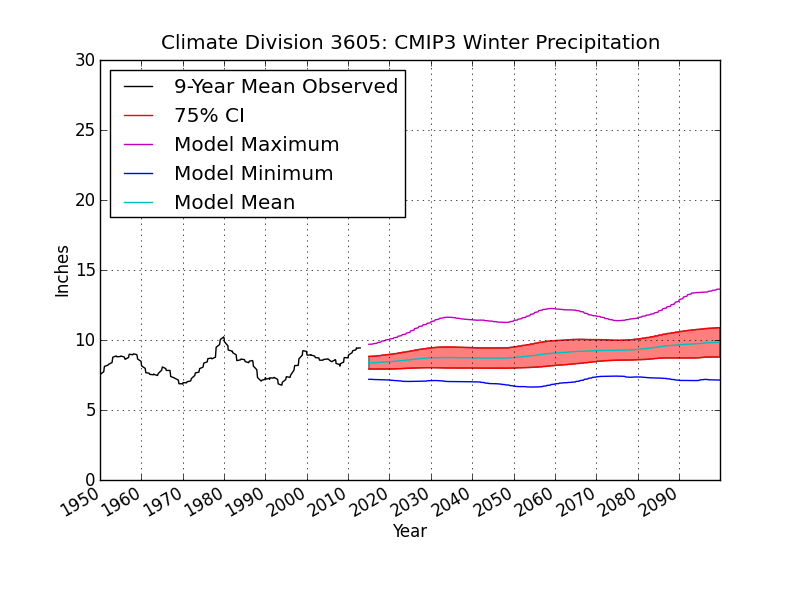 Climate Division 3605: CMIP3 Winter Precipitation
30
25
20
15
10
5
0
Inches
9-Year Mean Observed
75% CI
Model Maximum
Model Minimum
Model Mean
1950 1960 1970 1980 1990 2000 2010 2020 2030 2040 2050 2060 2070 2080 2090
Year